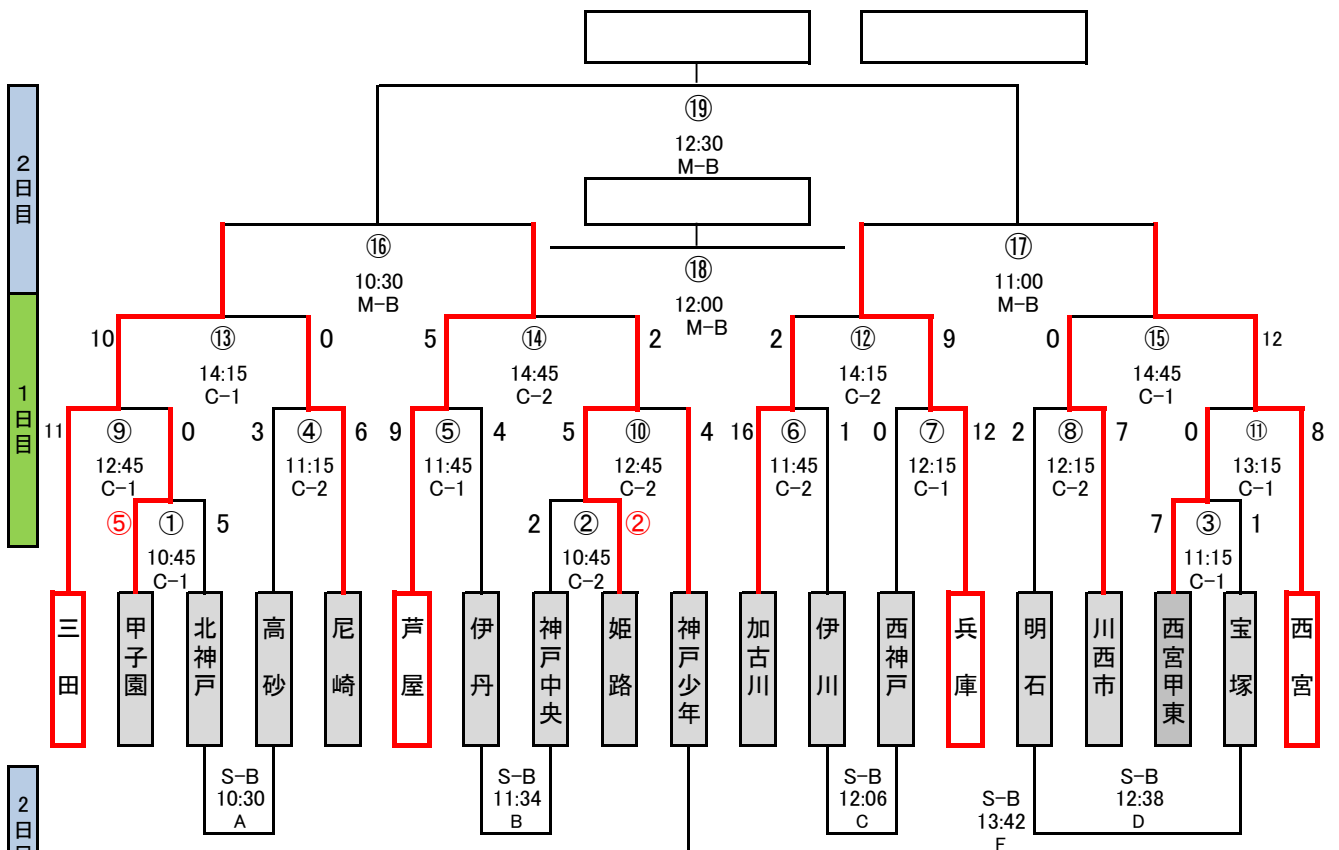 ⑲
12:30
M-B
2日目
⑯
10:30
M-B
⑱
12:00
M-B
⑰
11:00
M-B
1日目
10
⑬
0
14:15
C-1
5
⑭
2
14:45
C-2
2
⑫
9
14:15
C-2
0
⑮
12
14:45
C-1
11
⑨
0
12:45
C-1
3
④
6
11:15
C-2
9
⑤
4
11:45
C-1
5
⑩
4
12:45
C-2
16
⑥
1
11:45
C-2
0
⑦
12
12:15
C-1
2
⑧
7
12:15
C-2
0
⑪
8
13:15
C-1
⑤
①
5
10:45
C-1
2
②
②
10:45
C-2
7
③
1
11:15
C-1
三田
甲子園
北神戸
高砂
尼崎
芦屋
伊丹
神戸中央
姫路
神戸少年
加古川
伊川
西神戸
兵庫
明石
川西市
西宮甲東
宝塚
西宮
2日
S-B
10:30
A
S-B
11:34
B
S-B
12:06
C
S-B
13:42
S-B
12:38
D